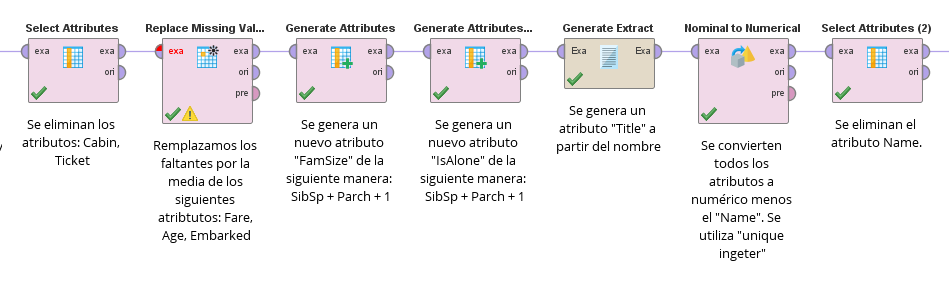 Select Attributes
exa
exa
ori
Se eliminan los
atributos: Cabin,
Ticket
Replace Missing Val...
exa
exa
ori
pre
Remplazamos los
faltantes por la
media de los
siguientes
atribtutos: Fare,
Age, Embarked
Generate Attributes
exa
exa
ori
Se genera un
nuevo atributo
"FamSize" de la
siguiente manera:
SibSp + Parch + 1
Generate Attributes...
exa
exa
ori
Se genera un
nuevo atributo
"IsAlone" de la
siguiente manera:
SibSp + Parch + 1
Generate Extract
Exa
Exa
Se genera un
atributo "Title" a
partir del nombre
Nominal to Numerical
exa
exa
ori
pre
Se convierten
todos los
atributos a
numérico menos
el "Name". Se
utiliza "unique
ingeter"
Select Attributes (2)
exa
exa
ori
Se eliminan el
atributo Name.